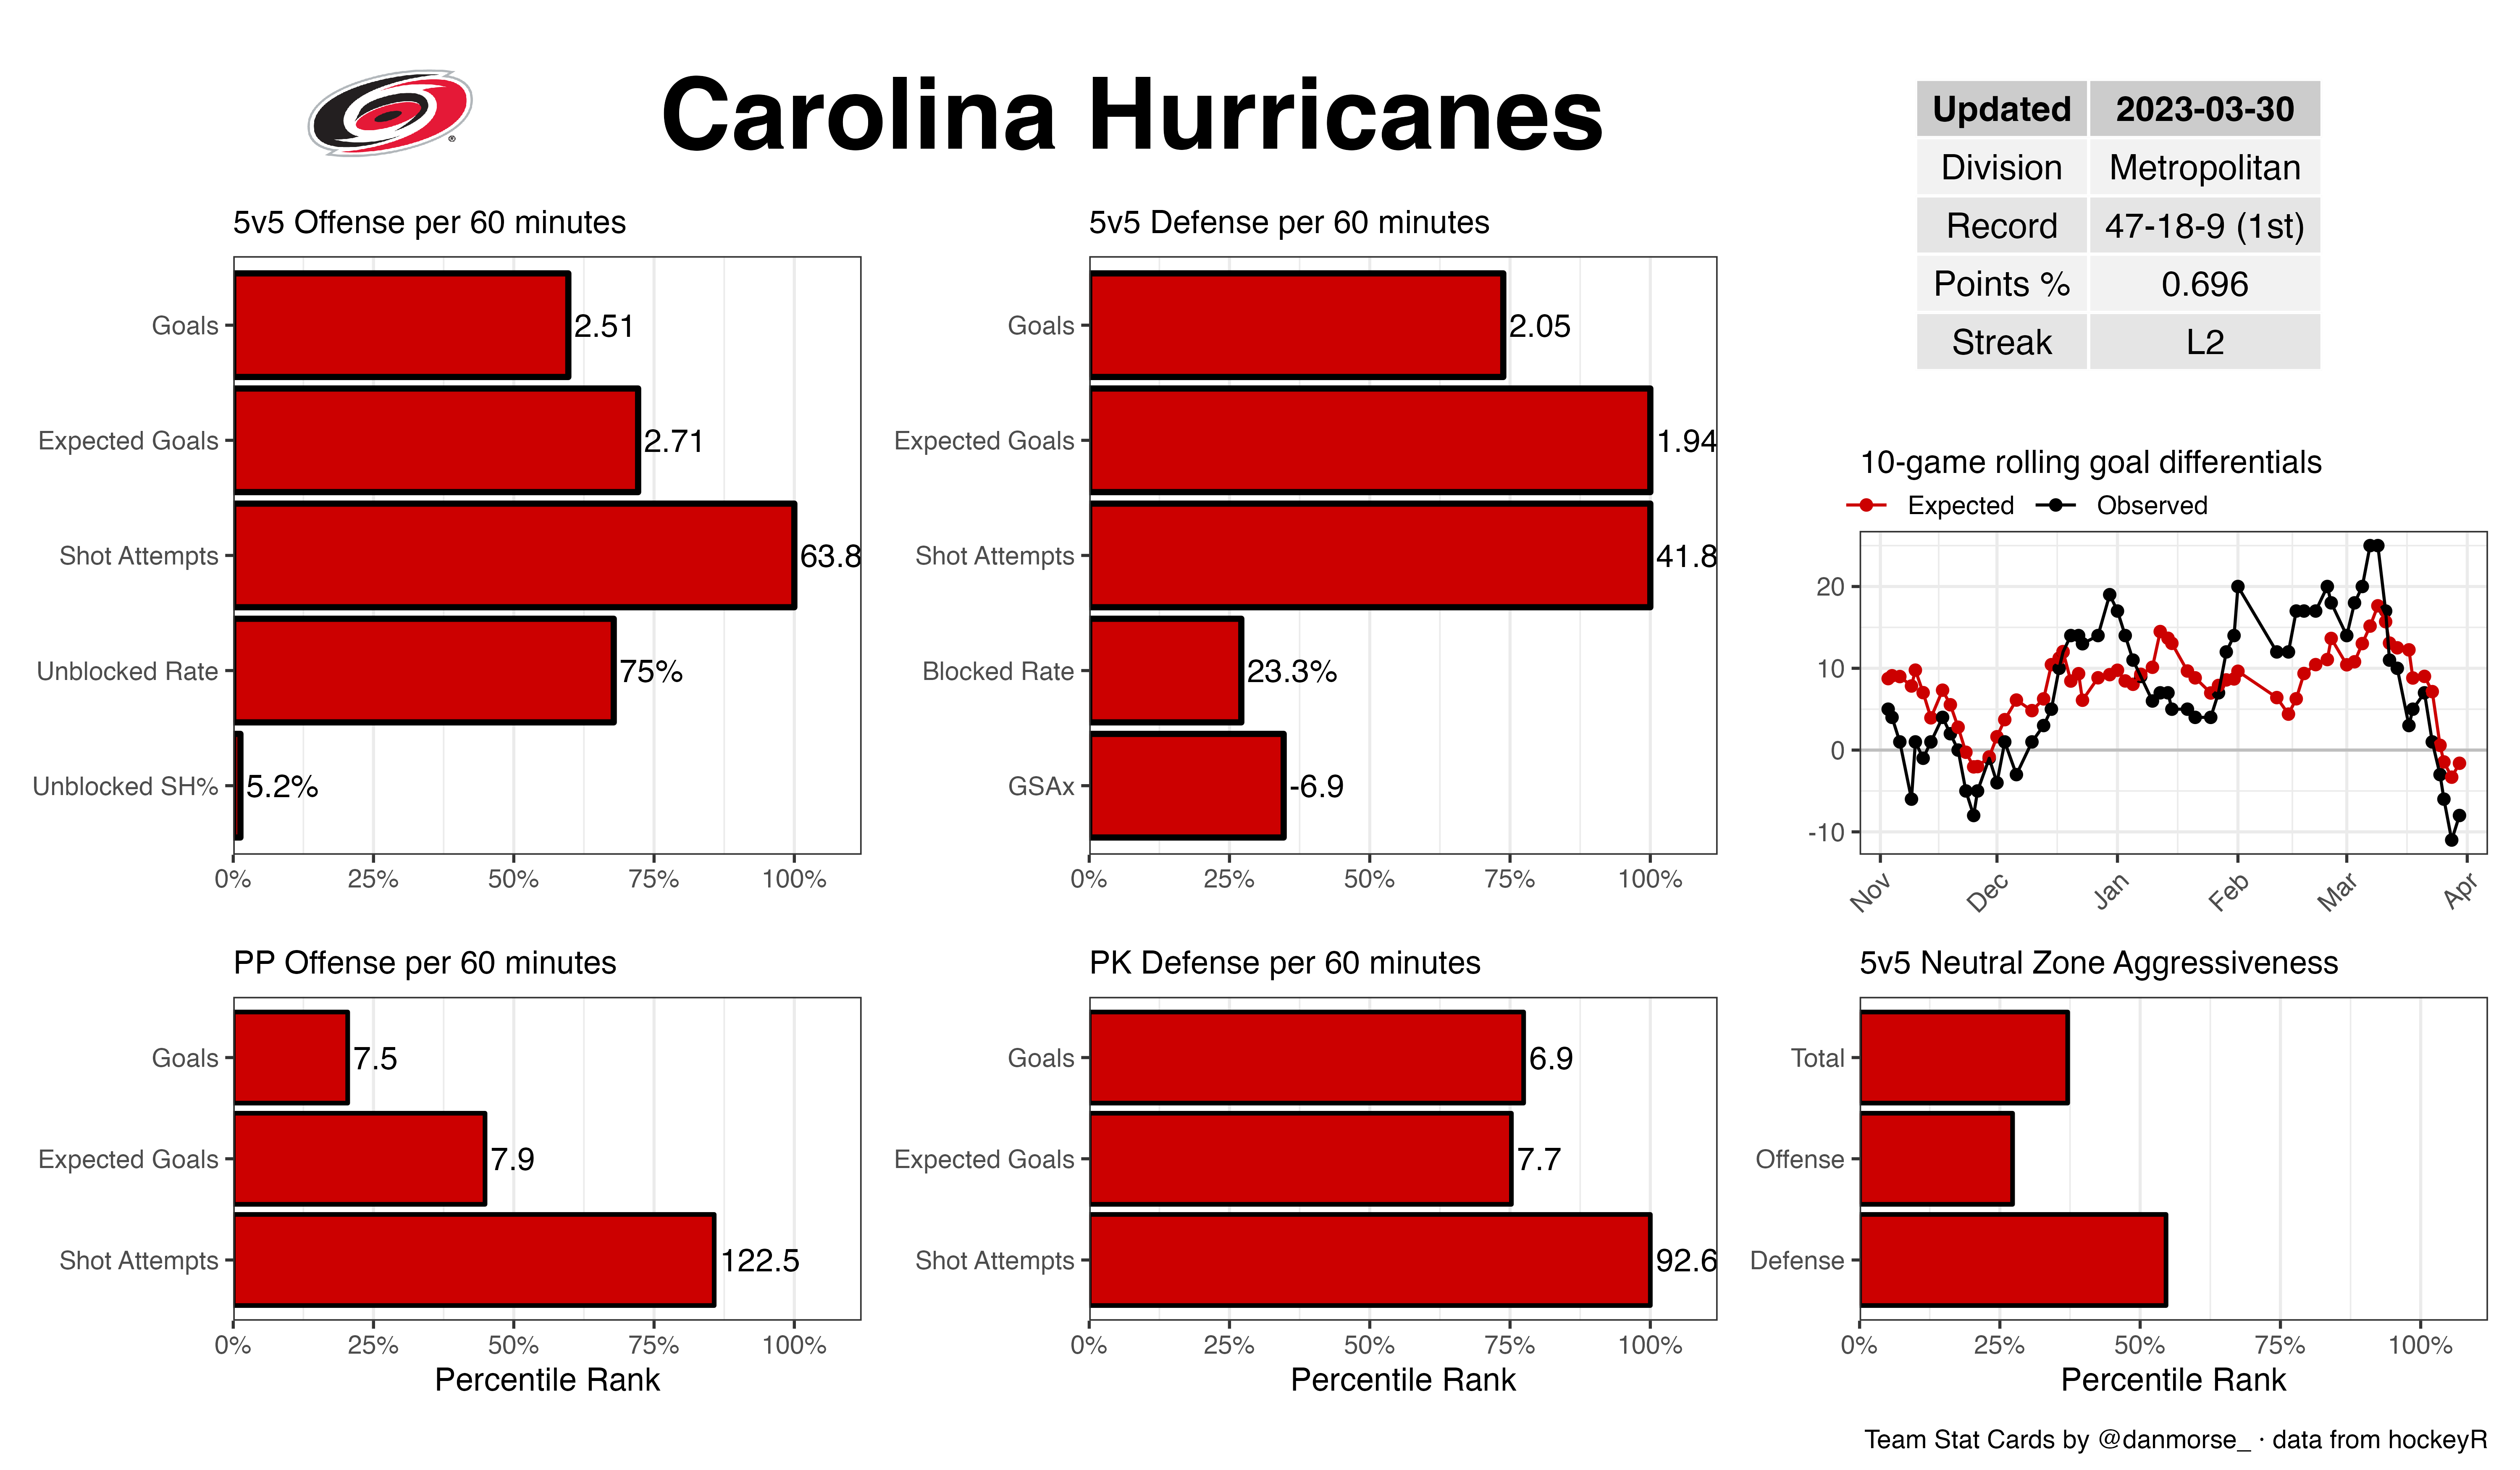 Carolina Hurricanes
Updated 2023-03-30
Division Metropolitan
Record 47-18-9 (1st)
Points % 0.696
Streak L2
5v5 Offense per 60 minutes
Goals 2.51
Expected Goals 2.71
Shot Attempts 63.8
Unblocked Rate 75%
Unblocked SH% 5.2%
0% 25% 50% 75% 100%
5v5 Defense per 60 minutes
Goals 2.05
Expected Goals 1.94
Shot Attempts 41.8
Blocked Rate 23.3%
GSAx -6.9
0% 25% 50% 75% 100%
10-game rolling goal differentials
Expected Observed
20
10
0
-10
Nov Dec Jan Feb Mar Apr
PP Offense per 60 minutes
Goals 7.5
Expected Goals 7.9
Shot Attempts 122.5
0% 25% 50% 75% 100%
Percentile Rank
PK Defense per 60 minutes
Goals 6.9
Expected Goals 7.7
Shot Attempts 92.6
0% 25% 50% 75% 100%
Percentile Rank
5v5 Neutral Zone Aggressiveness
Total
Offense
Defense
0% 25% 50% 75% 100%
Percentile Rank
Team Stat Cards by @danmorse_ · data from hockeyR